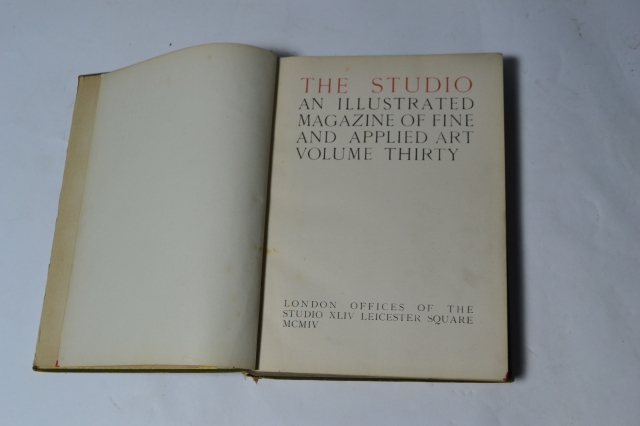 THE STUDIO
AN ILLUSTRATED
MAGAZINE OF FINE
AND APPLIED ART
VOLUME THIRTY
LONDON OFFICES OF THE
STUDIO XLIV LEICESTER SQUARE
MCMIV